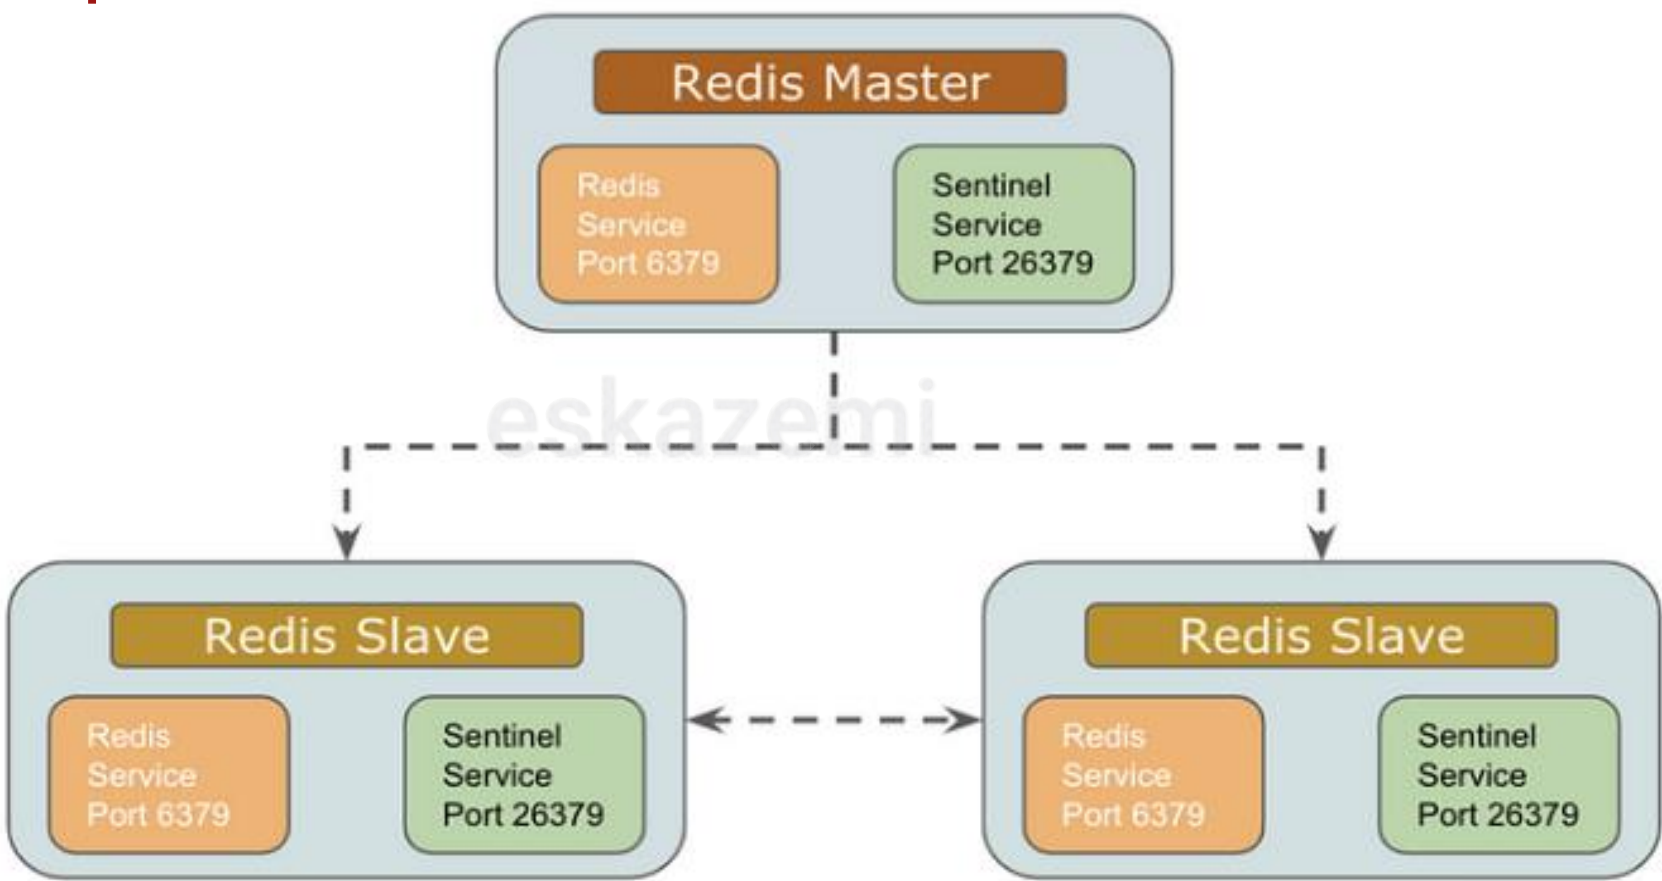 Redis Master
Redis
Service
Port 6379
Sentinel
Service
Port 26379
eskazemi
Redis Slave
Redis
Service
Port 6379
Sentinel
Service
Port 26379
Redis Slave
Redis
Service
Port 6379
Sentinel
Service
Port 26379